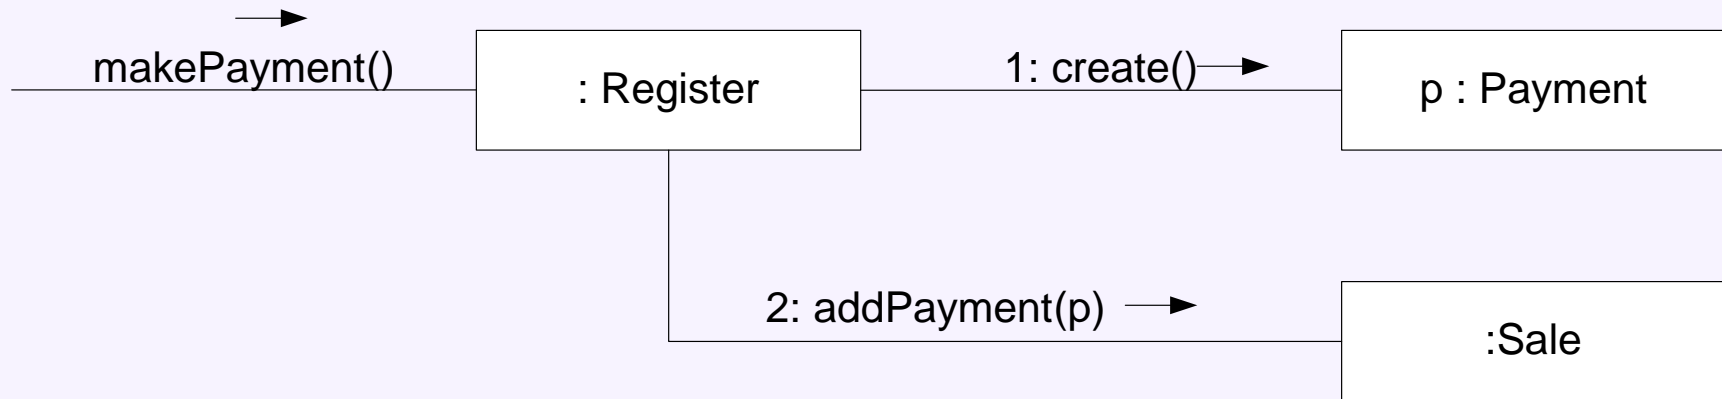 makePayment()
: Register
1: create()
p : Payment
2: addPayment(p)
:Sale